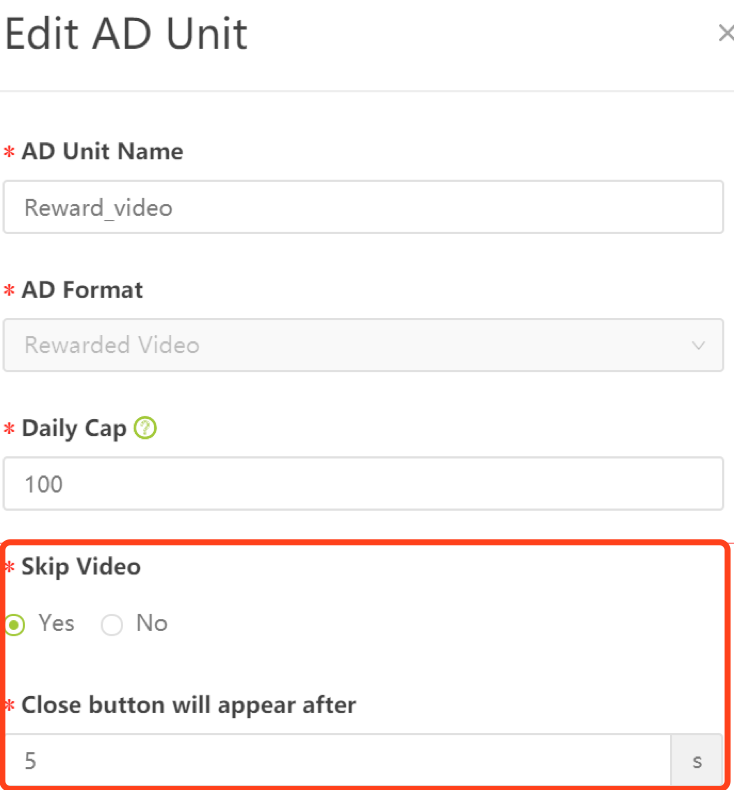 Edit AD Unit
* AD Unit Name
Reward_video
* AD Format
Rewarded Video
* Daily Cap ?
100
* Skip Video
Yes No
* Close button will appear after
5 s